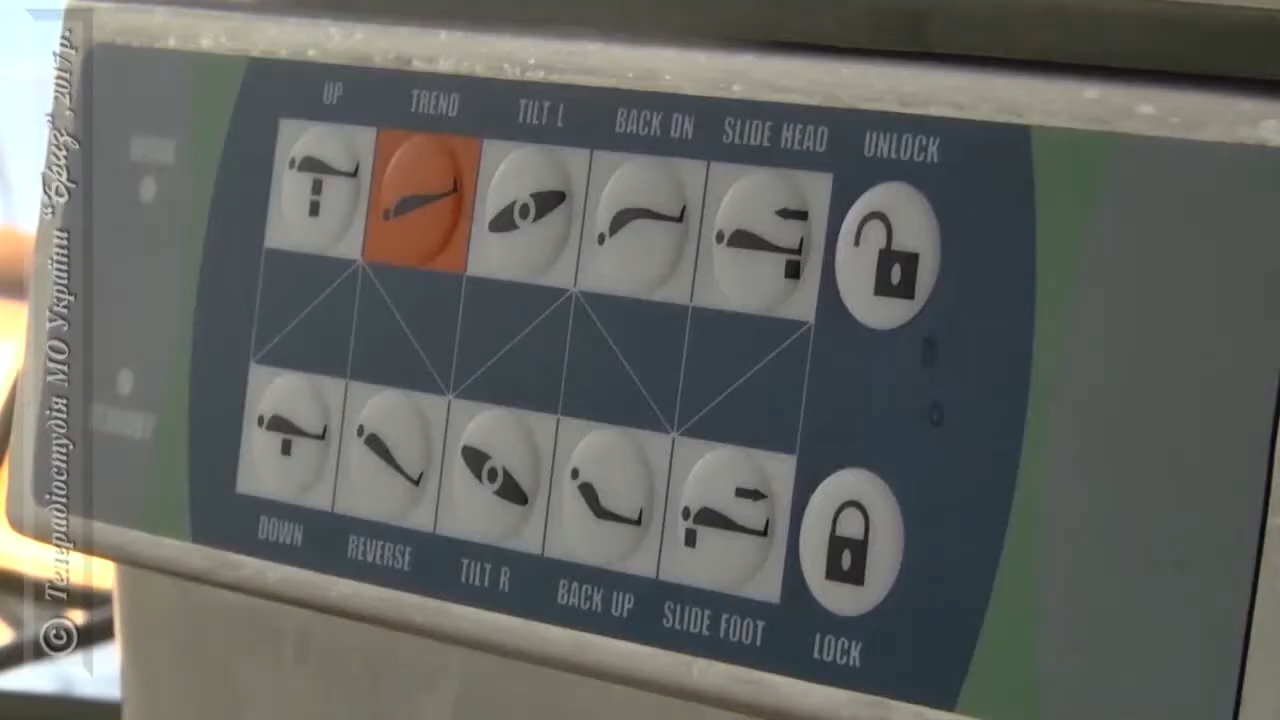 © Телерадіостудія МО України "Бриз", 2017р.
UP TREND TILT L BACK DN SLIDE HEAD UNLOCK
DOWN REVERSE TILT R BACK UP SLIDE FOOT LOCK